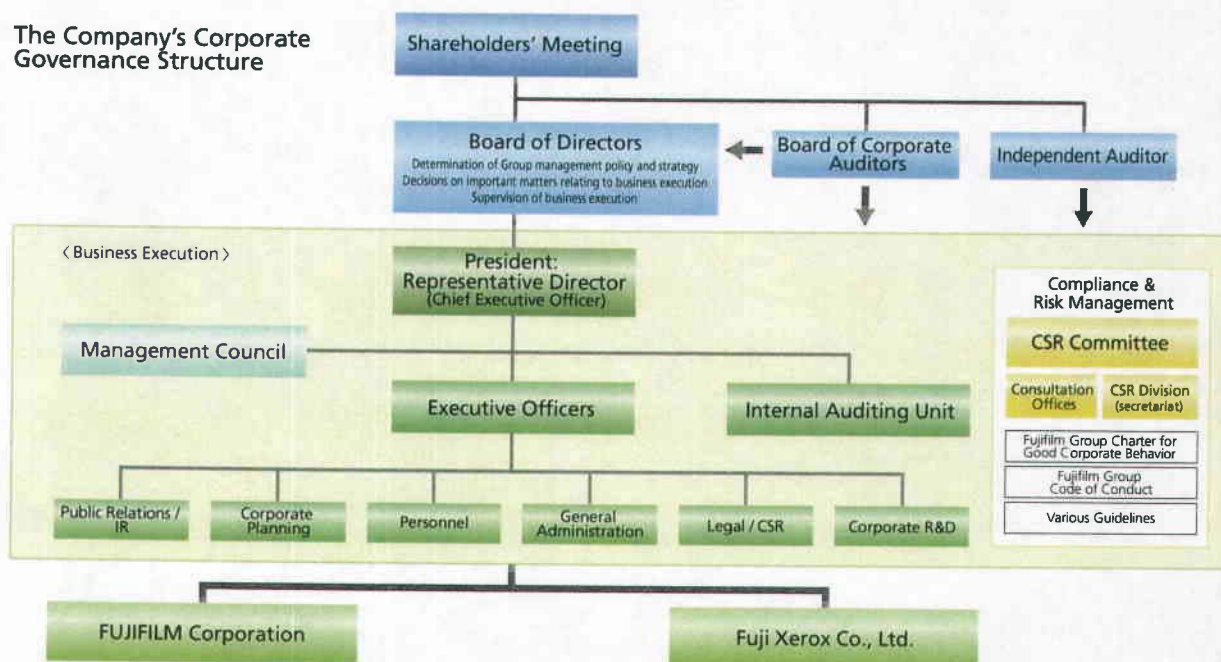 The Company's Corporate
Governance Structure
Shareholders' Meeting
Board of Directors
Determination of Group management policy and strategy
Decisions on important matters relating to business execution
Supervision of business execution
Board of Corporate
Auditors
Independent Auditor
〈Business Execution〉
President:
Representative Director
(Chief Executive Officer)
Management Council
Executive Officers
Internal Auditing Unit
Public Relations /
IR
Corporate
Planning
Personnel
General
Administration
Legal / CSR
Corporate R&D
Compliance &
Risk Management
CSR Committee
Consultation
Offices
CSR Division
(secretariat)
Fujifilm Group Charter for
Good Corporate Behavior
Fujifilm Group
Code of Conduct
Various Guidelines
FUJIFILM Corporation
Fuji Xerox Co., Ltd.